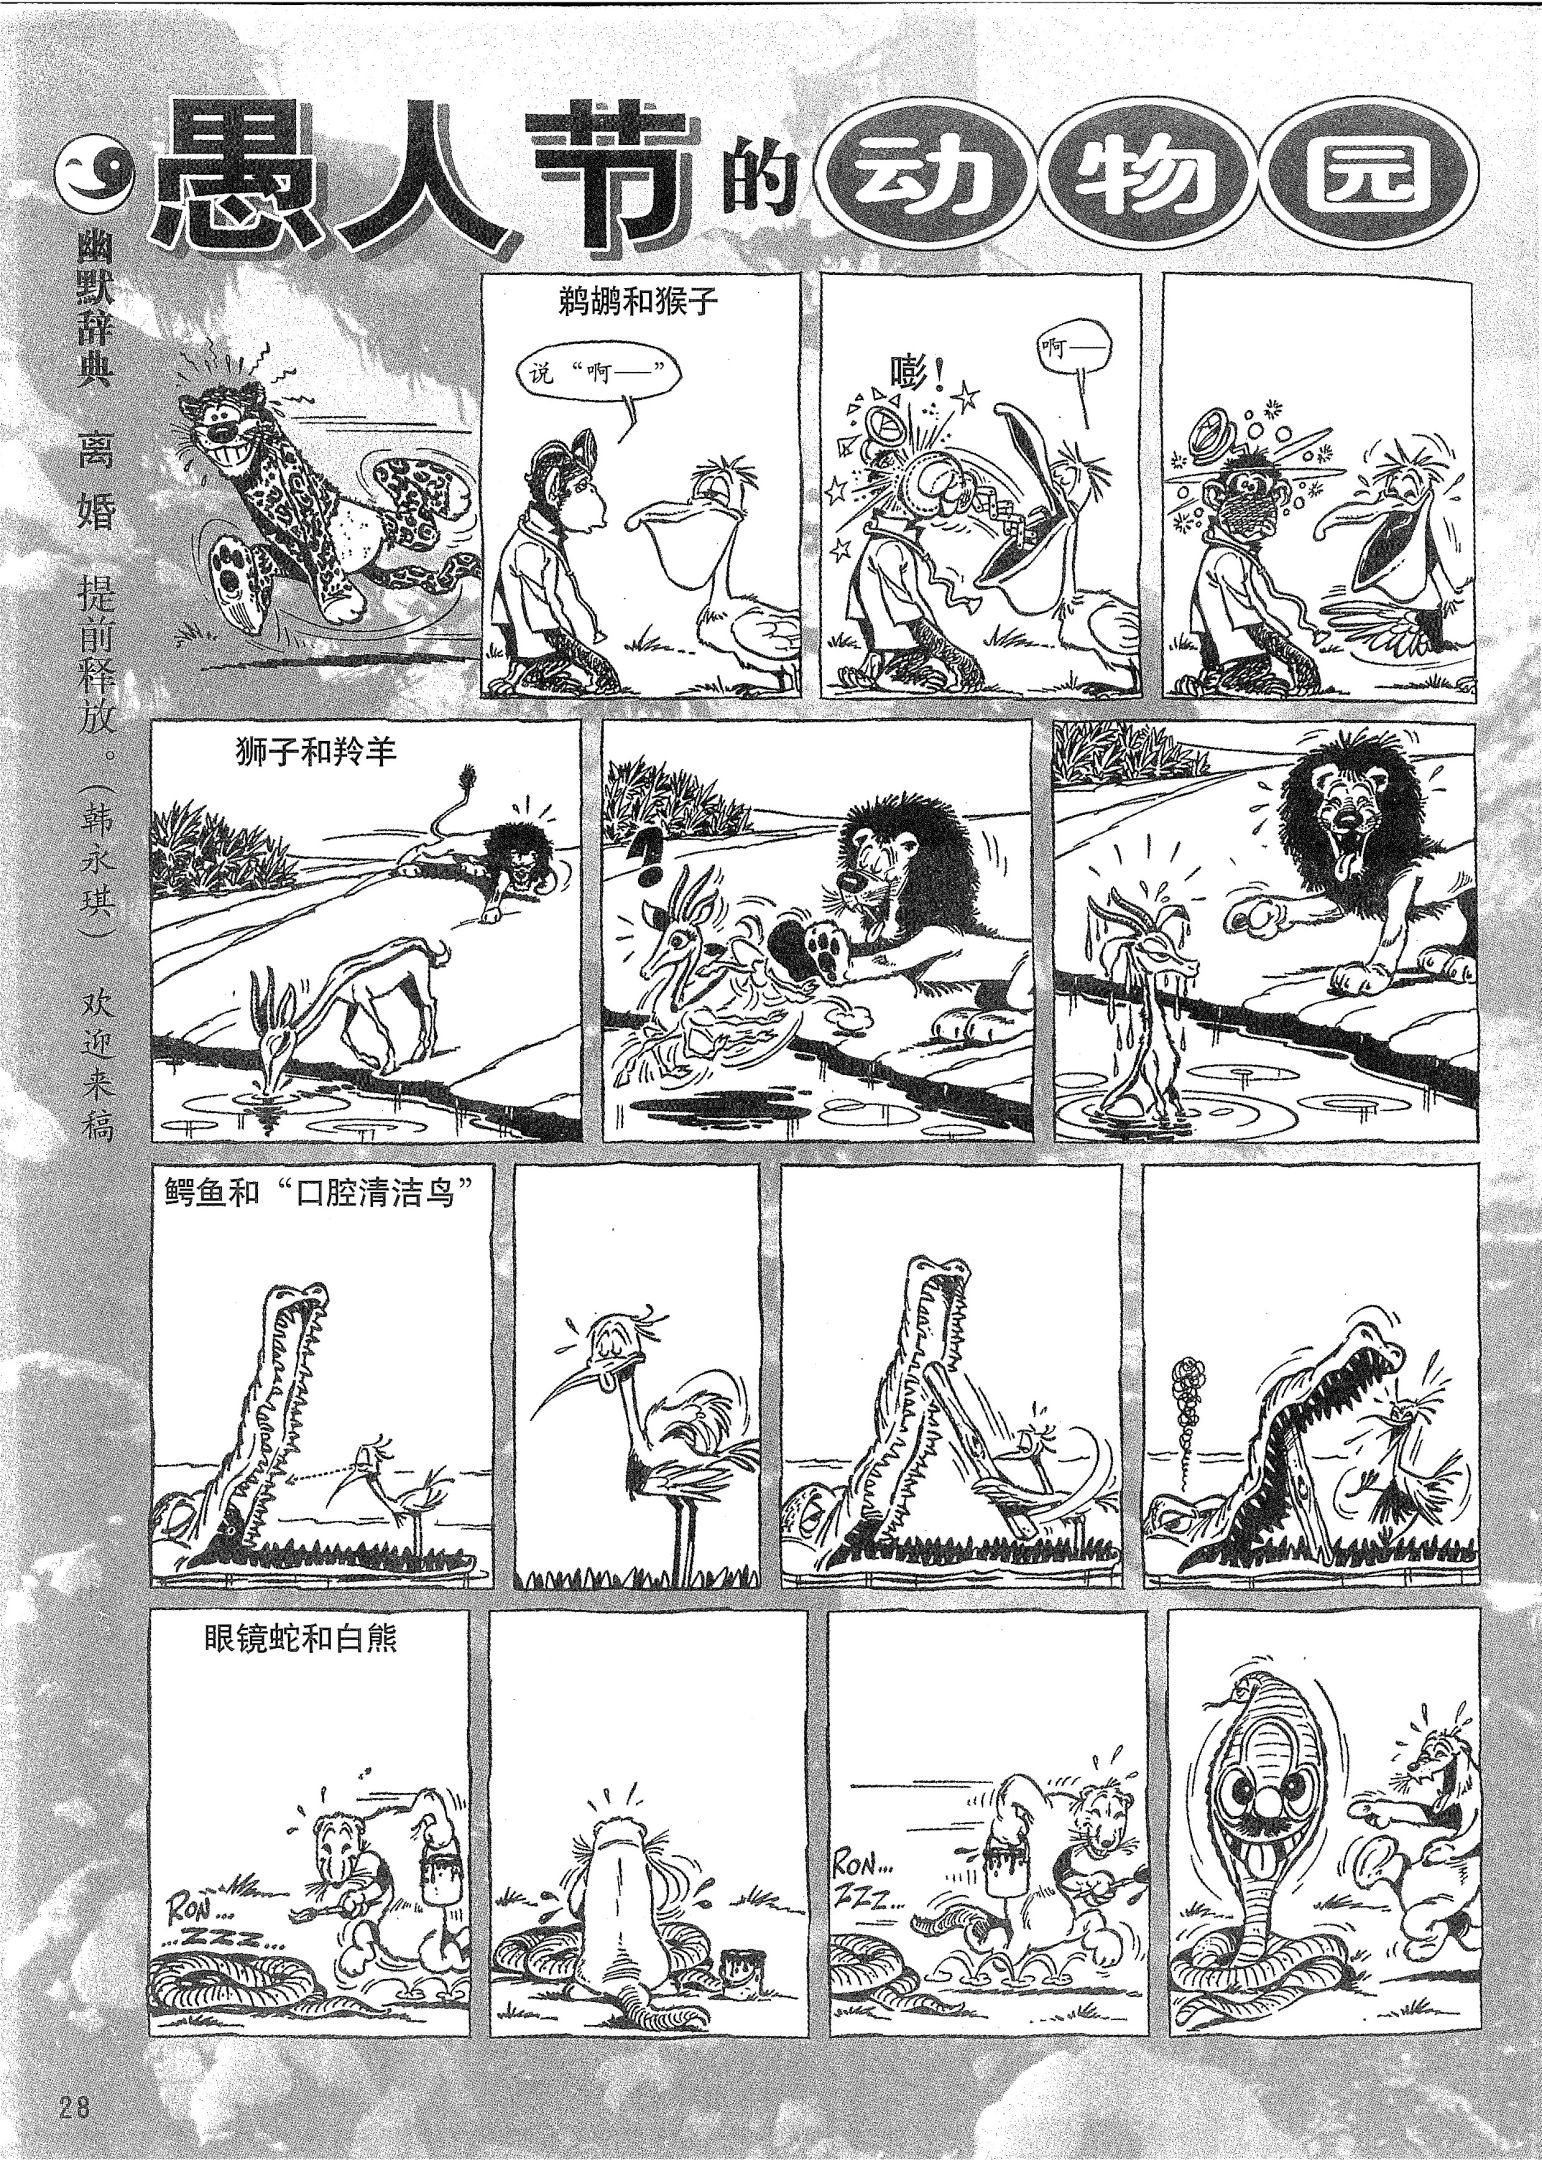 愚人节的动物园
幽默辞典 离婚 提前释放。（韩永琪） 欢迎来稿
鹈鹕和猴子
说“啊——”
嘭！
啊——
狮子和羚羊
?
鳄鱼和“口腔清洁鸟”
眼镜蛇和白熊
RON...
...ZZZ...
RON...
ZZZ...
28